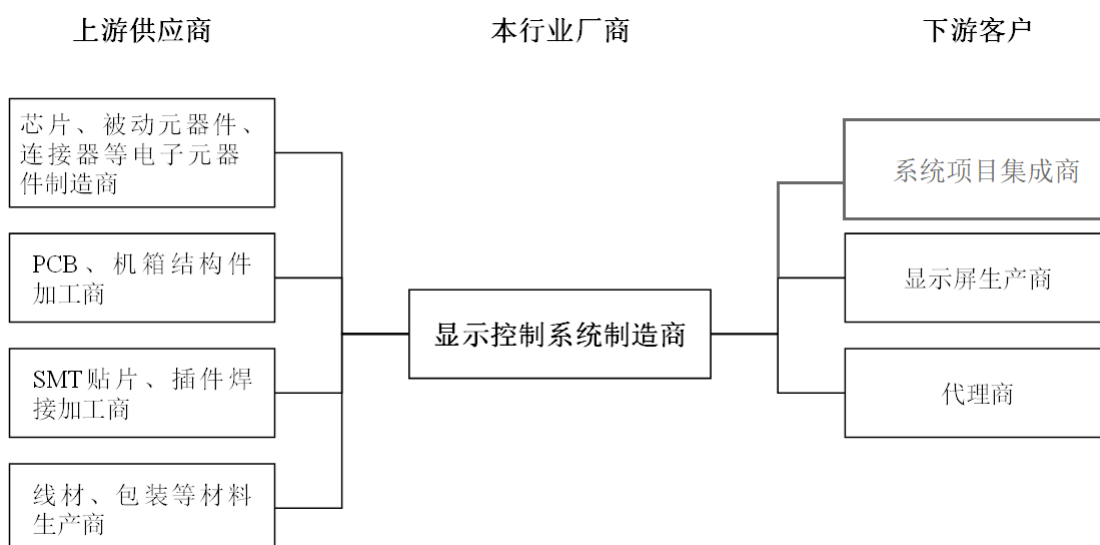 上游供应商
本行业厂商
下游客户
芯片、被动元器件、
连接器等电子元器
件制造商
PCB、机箱结构件
加工商
SMT贴片、插件焊
接加工商
线材、包装等材料
生产商
显示控制系统制造商
系统项目集成商
显示屏生产商
代理商